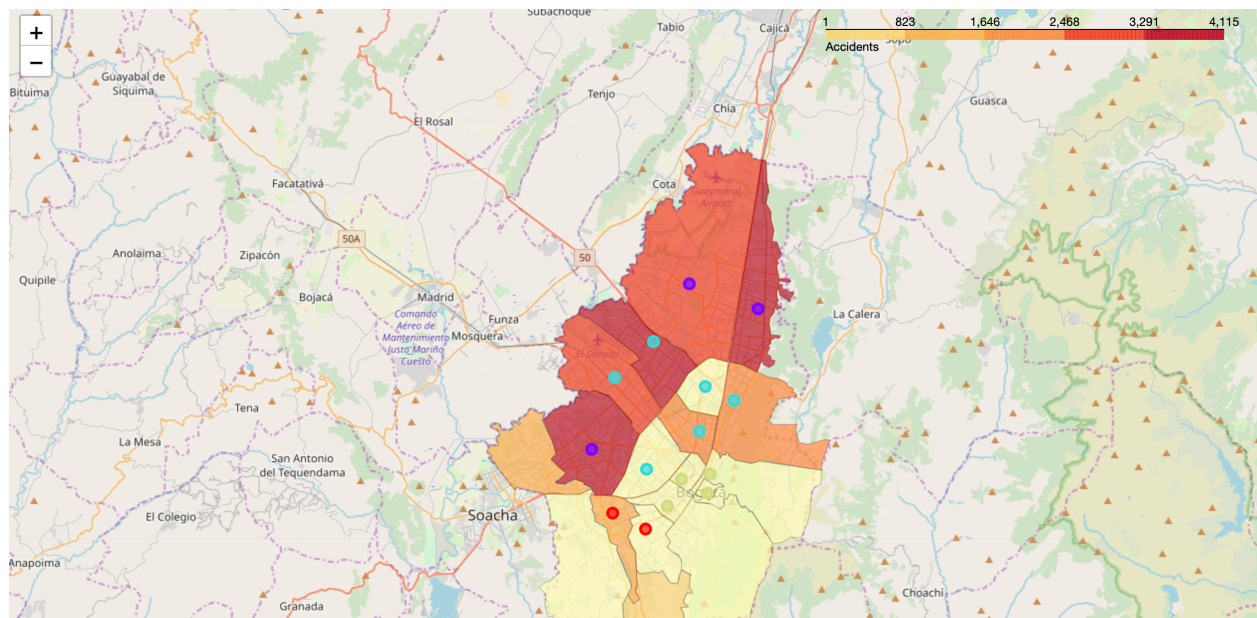 +
−
1 823 1,646 2,468 3,291 4,115
Accidents
Subachoque
Tabio
Cajicá
Sopó
Guayabal de
Síquima
Bituima
Tenjo
Chía
Guasca
El Rosal
Facatativá
Cota
Guaymaral
Airport
50A
50
Anolaima
Zipacón
Quipile
Bojacá
Madrid
Comando
Aéreo de
Mantenimiento
Justo Mariño
Cuesto
Funza
Mosquera
La Calera
El Dorado
Tena
La Mesa
San Antonio
del Tequendama
Bogotá
El Colegio
Soacha
Anapoima
Granada
Choachí